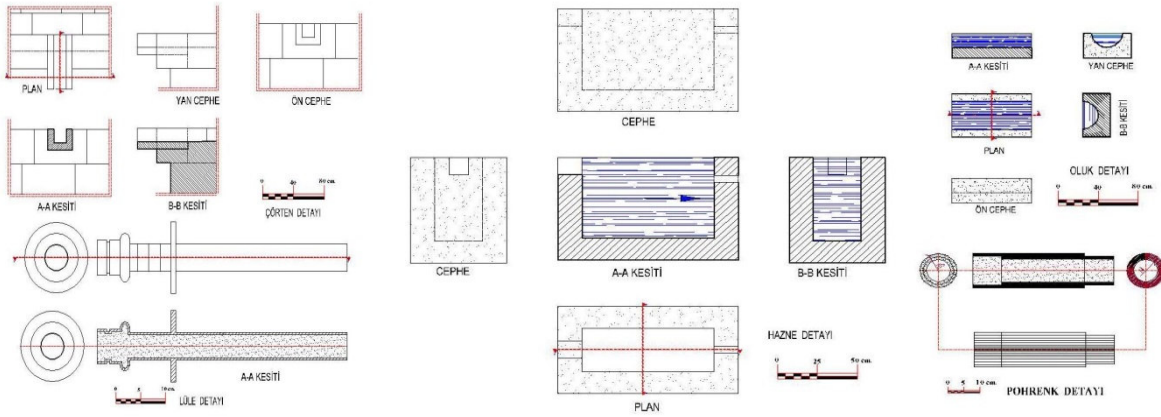 PLAN
YAN CEPHE
ÖN CEPHE
A-A KESİTİ
B-B KESİTİ
0 40 80 cm.
ÇÖRTEN DETAYI
A-A KESİTİ
0 5 10 cm.
LÜLE DETAYI
CEPHE
CEPHE
A-A KESİTİ
B-B KESİTİ
HAZNE DETAYI
0 25 50 cm.
PLAN
A-A KESİTİ
YAN CEPHE
PLAN
B-B KESİTİ
OLUK DETAYI
0 40 80 cm.
ÖN CEPHE
0 5 10 cm.
POHRENK DETAYI